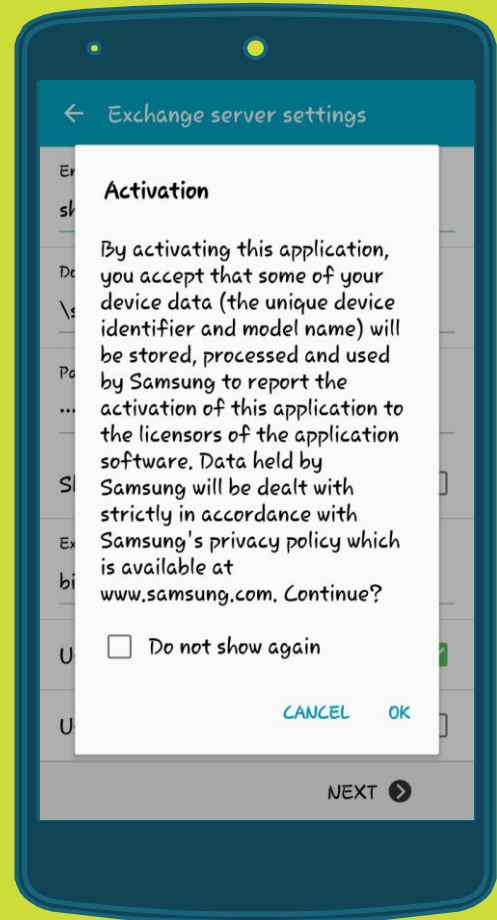 Exchange server settings
Activation
By activating this application,
you accept that some of your
device data (the unique device
identifier and model name) will
be stored, processed and used
by Samsung to report the
activation of this application to
the licensors of the application
software. Data held by
Samsung will be dealt with
strictly in accordance with
Samsung's privacy policy which
is available at
www.samsung.com. Continue?
Do not show again
CANCEL OK
NEXT